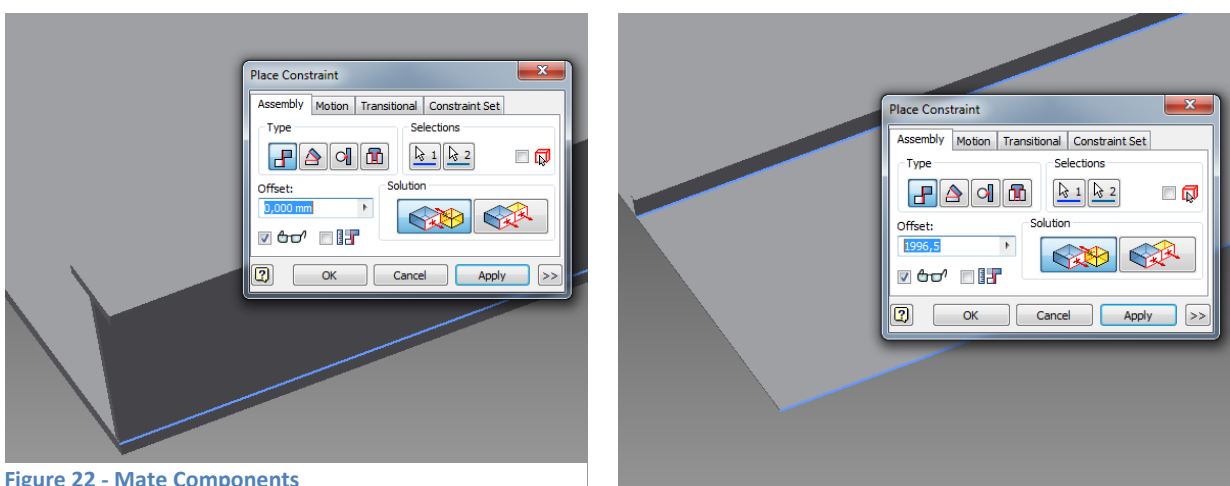 Place Constraint
Assembly Motion Transitional Constraint Set
Type Selections
1 2
Offset: Solution
0,000 mm
OK Cancel Apply >>
Place Constraint
Assembly Motion Transitional Constraint Set
Type Selections
1 2
Offset: Solution
1996,5
OK Cancel Apply >>
Figure 22 - Mate Components